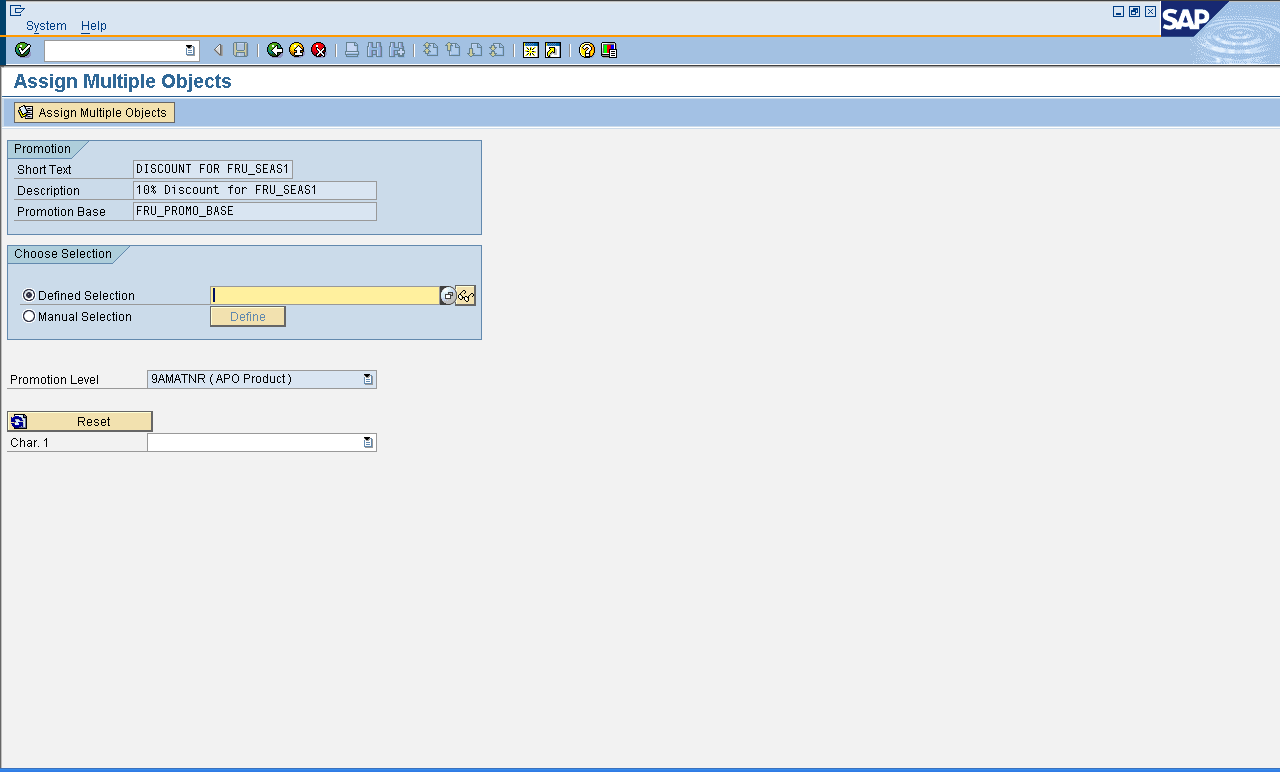 System Help
SAP
Assign Multiple Objects
Assign Multiple Objects
Promotion
Short Text DISCOUNT FOR FRU_SEAS1
Description 10% Discount for FRU_SEAS1
Promotion Base FRU_PROMO_BASE
Choose Selection
Defined Selection
Manual Selection Define
Promotion Level 9AMATNR ( APO Product )
Reset
Char. 1